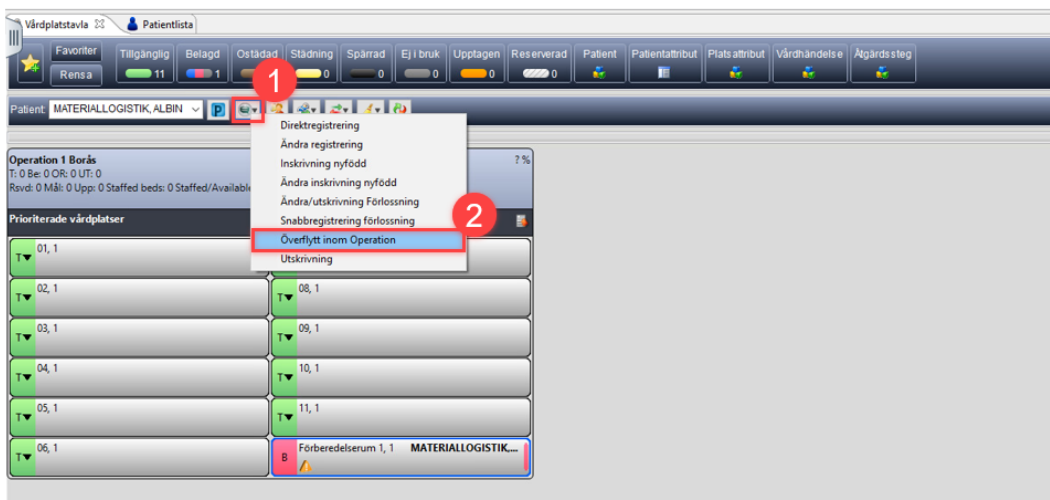 Vårdplatstavla Patientlista
Favoriter Tillgänglig Belagd Ostädad Städning Spärrad Ej i bruk Upptagen Reserverad Patient Patientattribut Platsattribut Vårdhändelse Åtgärdssteg
Rensa 11 1 0 0 0 0 0
1
Patient: MATERIALLOGISTIK, ALBIN P
Direktregistrering
Ändra registrering
Inskrivning nyfödd
Ändra inskrivning nyfödd
Ändra/utskrivning Förlossning
Snabbregistrering förlossning
Överflytt inom Operation
Utskrivning
2
Operation 1 Borås ? %
T: 0 Be: 0 OR: 0 UT: 0
Rsvd: 0 Mål: 0 Upp: 0 Staffed beds: 0 Staffed/Available
Prioriterade vårdplatser
T 01, 1
T 02, 1 T 08, 1
T 03, 1 T 09, 1
T 04, 1 T 10, 1
T 05, 1 T 11, 1
T 06, 1 B Förberedelserum 1, 1 MATERIALLOGISTIK,...